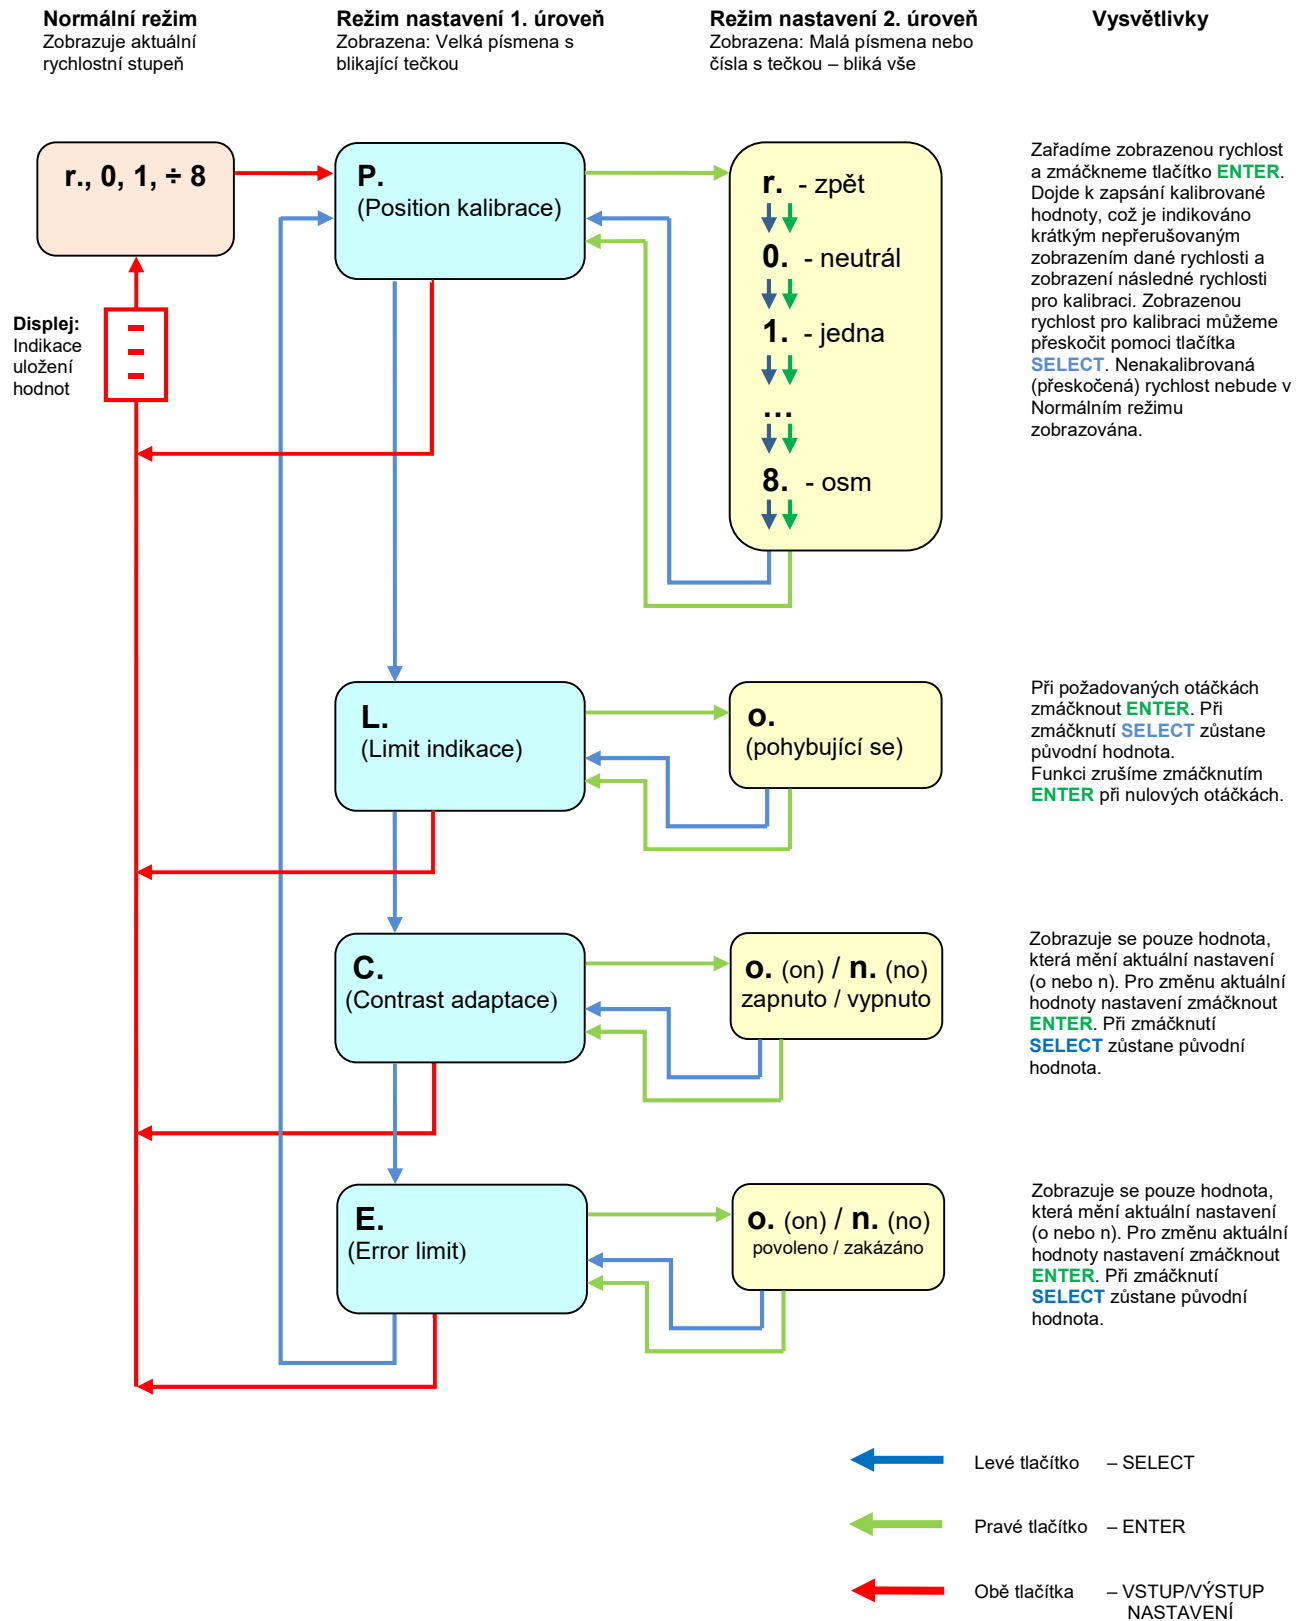 Normální režim
Zobrazuje aktuální
rychlostní stupeň
Režim nastavení 1. úroveň
Zobrazena: Velká písmena s
blikající tečkou
Režim nastavení 2. úroveň
Zobrazena: Malá písmena nebo
čísla s tečkou – bliká vše
Vysvětlivky
r., 0, 1, ÷ 8
P.
(Position kalibrace)
r. - zpět
0. - neutrál
1. - jedna
...
8. - osm
Zařadíme zobrazenou rychlost
a zmáčkneme tlačítko ENTER.
Dojde k zapsání kalibrované
hodnoty, což je indikováno
krátkým nepřerušovaným
zobrazením dané rychlosti a
zobrazení následné rychlosti
pro kalibraci. Zobrazenou
rychlost pro kalibraci můžeme
přeskočit pomoci tlačítka
SELECT. Nenakalibrovaná
(přeskočená) rychlost nebude v
Normálním režimu
zobrazována.
Displej:
Indikace
uložení
hodnot
L.
(Limit indikace)
o.
(pohybující se)
Při požadovaných otáčkách
zmáčknout ENTER. Při
zmáčknutí SELECT zůstane
původní hodnota.
Funkci zrušíme zmáčknutím
ENTER při nulových otáčkách.
C.
(Contrast adaptace)
o. (on) / n. (no)
zapnuto / vypnuto
Zobrazuje se pouze hodnota,
která mění aktuální nastavení
(o nebo n). Pro změnu aktuální
hodnoty nastavení zmáčknout
ENTER. Při zmáčknutí
SELECT zůstane původní
hodnota.
E.
(Error limit)
o. (on) / n. (no)
povoleno / zakázáno
Zobrazuje se pouze hodnota,
která mění aktuální nastavení
(o nebo n). Pro změnu aktuální
hodnoty nastavení zmáčknout
ENTER. Při zmáčknutí
SELECT zůstane původní
hodnota.
Levé tlačítko – SELECT
Pravé tlačítko – ENTER
Obě tlačítka – VSTUP/VÝSTUP
NASTAVENÍ